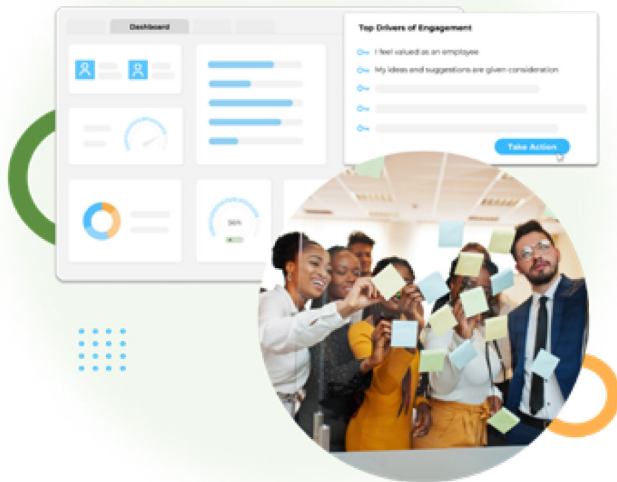 Dashboard
Top Drivers of Engagement
I feel valued as an employee
My ideas and suggestions are given consideration
Take Action
56%